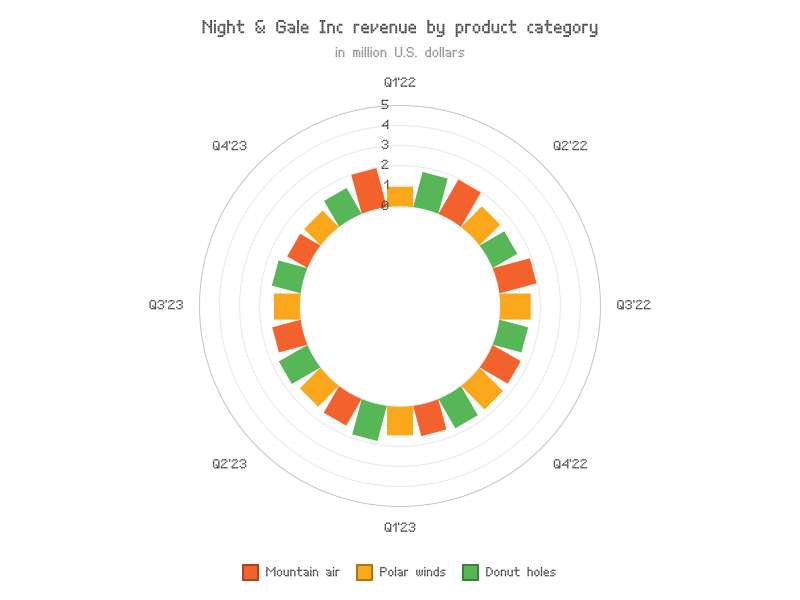 Night & Gale Inc revenue by product category
in million U.S. dollars
Q1'22
5
4
3
2
1
0
Q4'23
Q2'22
Q3'23
Q3'22
Q2'23
Q4'22
Q1'23
Mountain air
Polar winds
Donut holes